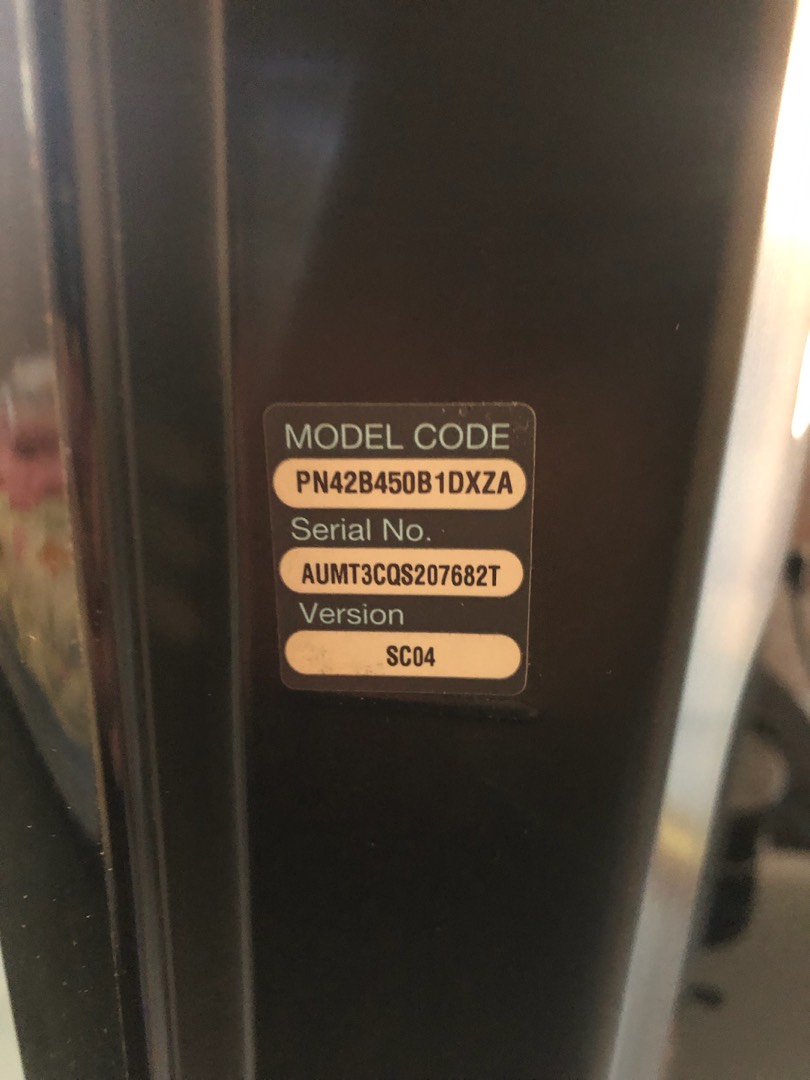 MODEL CODE
PN42B450B1DXZA
Serial No.
AUMT3CQS207682T
Version
SC04